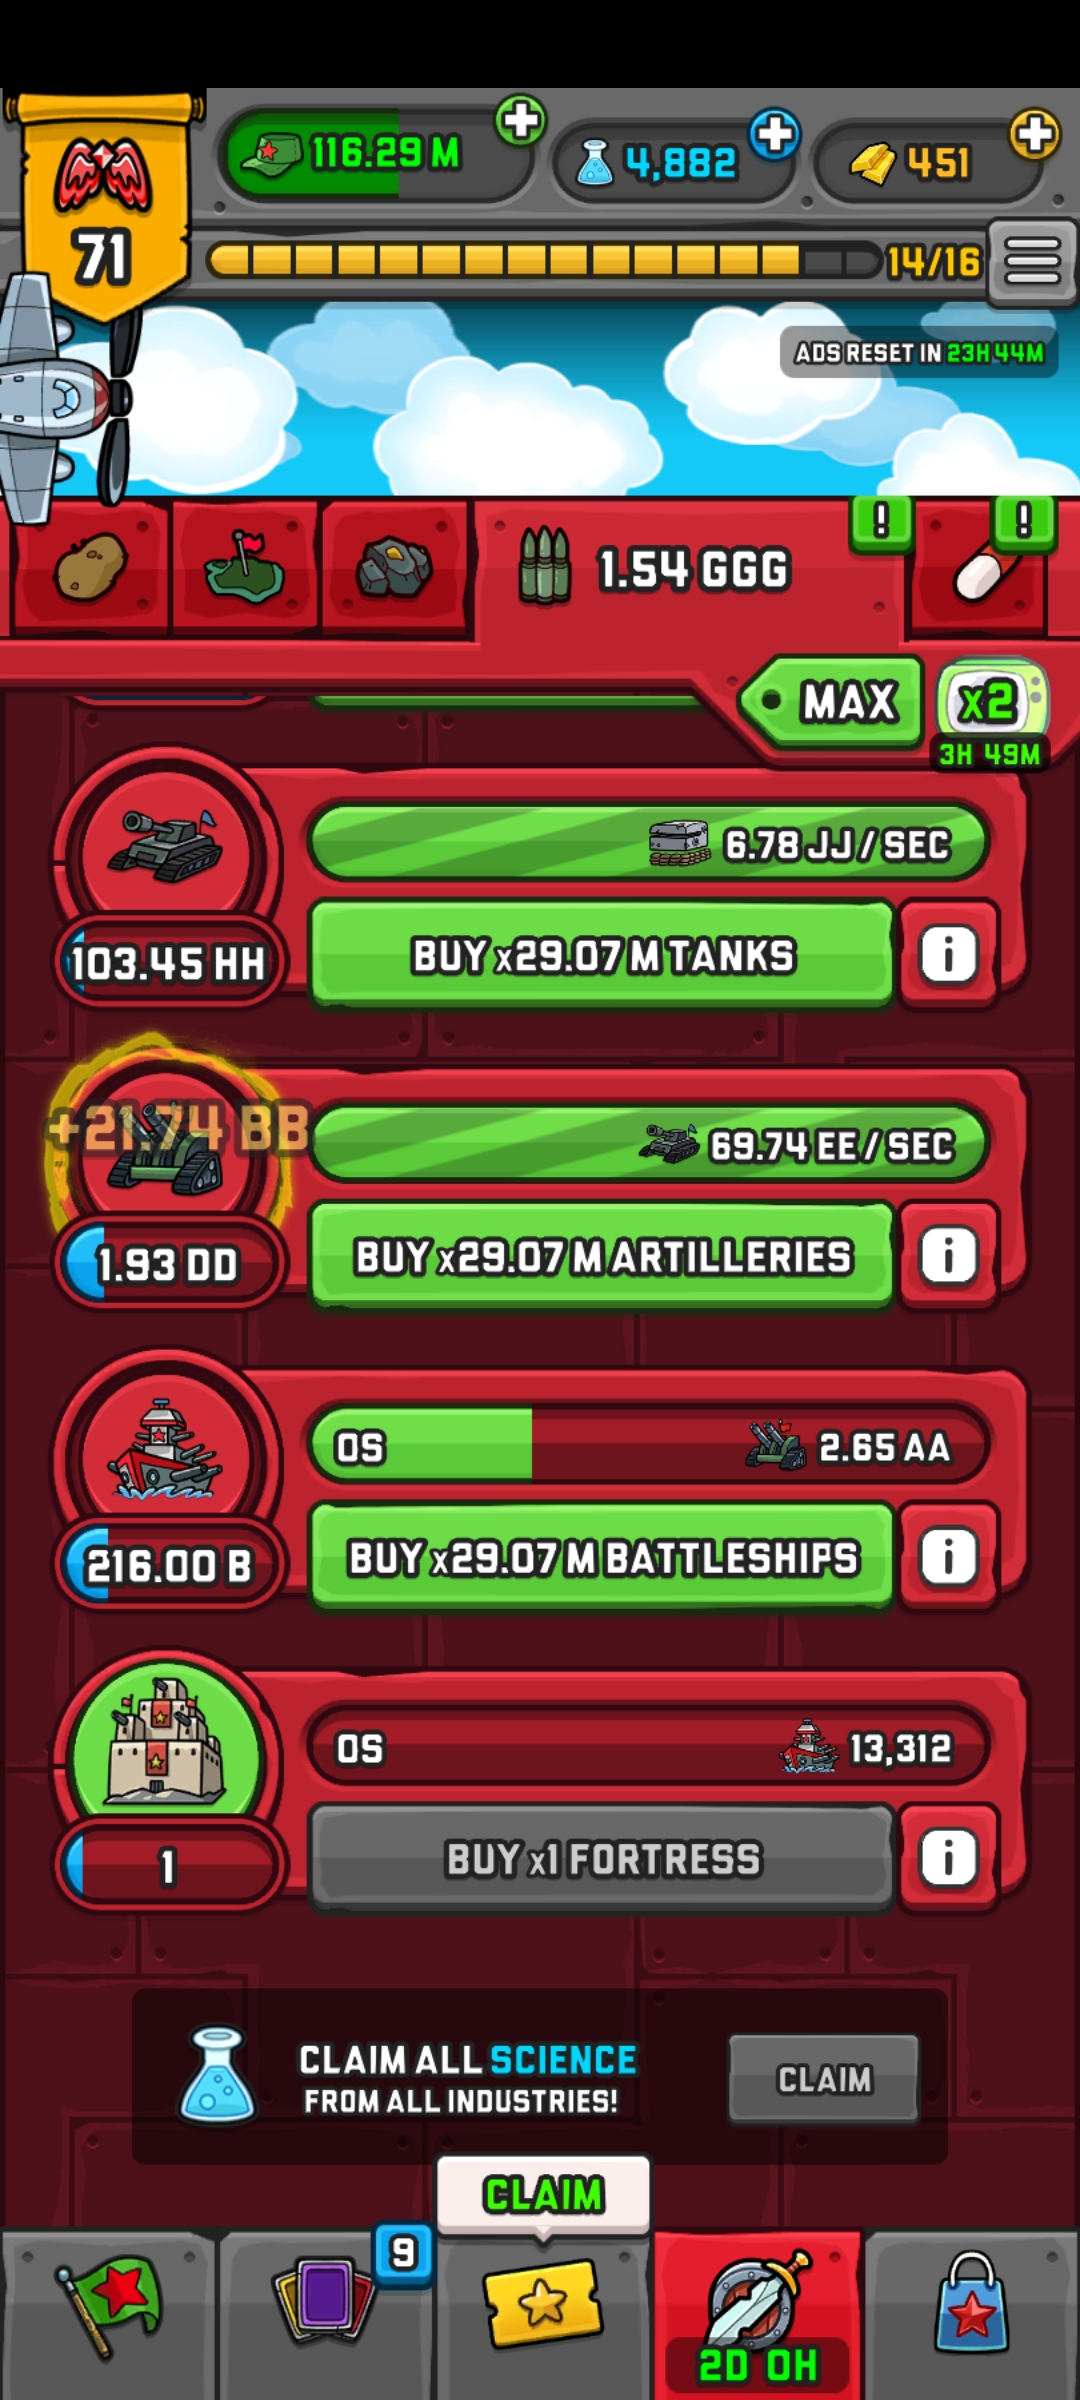 116.29 M
4,882
451
71
14/16
ADS RESET IN 23H 44M
1.54 GGG
!
!
MAX
x2
3H 49M
6.78 JJ / SEC
103.45 HH
BUY x29.07 M TANKS
i
+21.74 BB
69.74 EE / SEC
1.93 DD
BUY x29.07 M ARTILLERIES
i
0S
2.65 AA
216.00 B
BUY x29.07 M BATTLESHIPS
i
0S
13,312
1
BUY x1 FORTRESS
i
CLAIM ALL SCIENCE
FROM ALL INDUSTRIES!
CLAIM
CLAIM
9
2D 0H